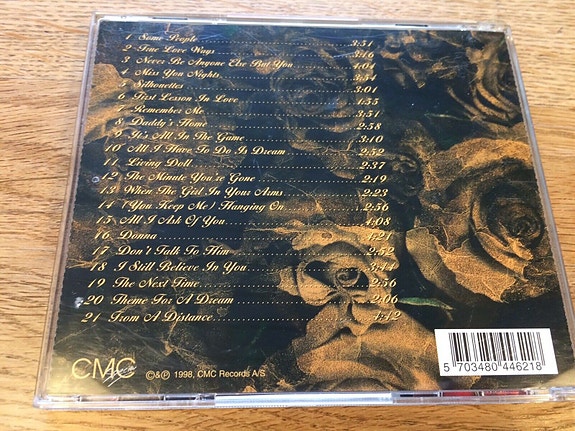 1 Some People 3:51
2 True Love Ways 3:16
3 Never Be Anyone Else But You 4:04
4 Miss You Nights 3:54
5 Silhouettes 3:01
6 First Lesson In Love 4:55
7 Remember Me 3:51
8 Daddy's Home 2:58
9 It's All In The Game 3:10
10 All I Have To Do Is Dream 2:52
11 Living Doll 2:37
12 The Minute You're Gone 2:19
13 When The Girl In Your Arms 2:23
14 (You Keep Me) Hanging On 2:56
15 All I Ask Of You 4:08
16 Donna 4:21
17 Don't Talk To Him 2:52
18 I Still Believe In You
19 The Next Time 2:56
20 Theme For A Dream 2:06
21 From A Distance 4:42
CMC
©&℗ 1998, CMC Records A/S
5 703480 446218